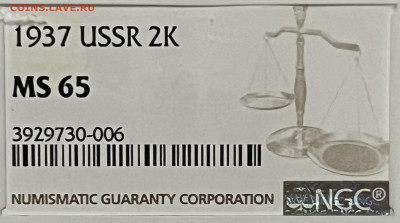 COINS.LAVE.RU
1937 USSR 2K
MS 65
3929730-006
NUMISMATIC GUARANTY CORPORATION
NGC®